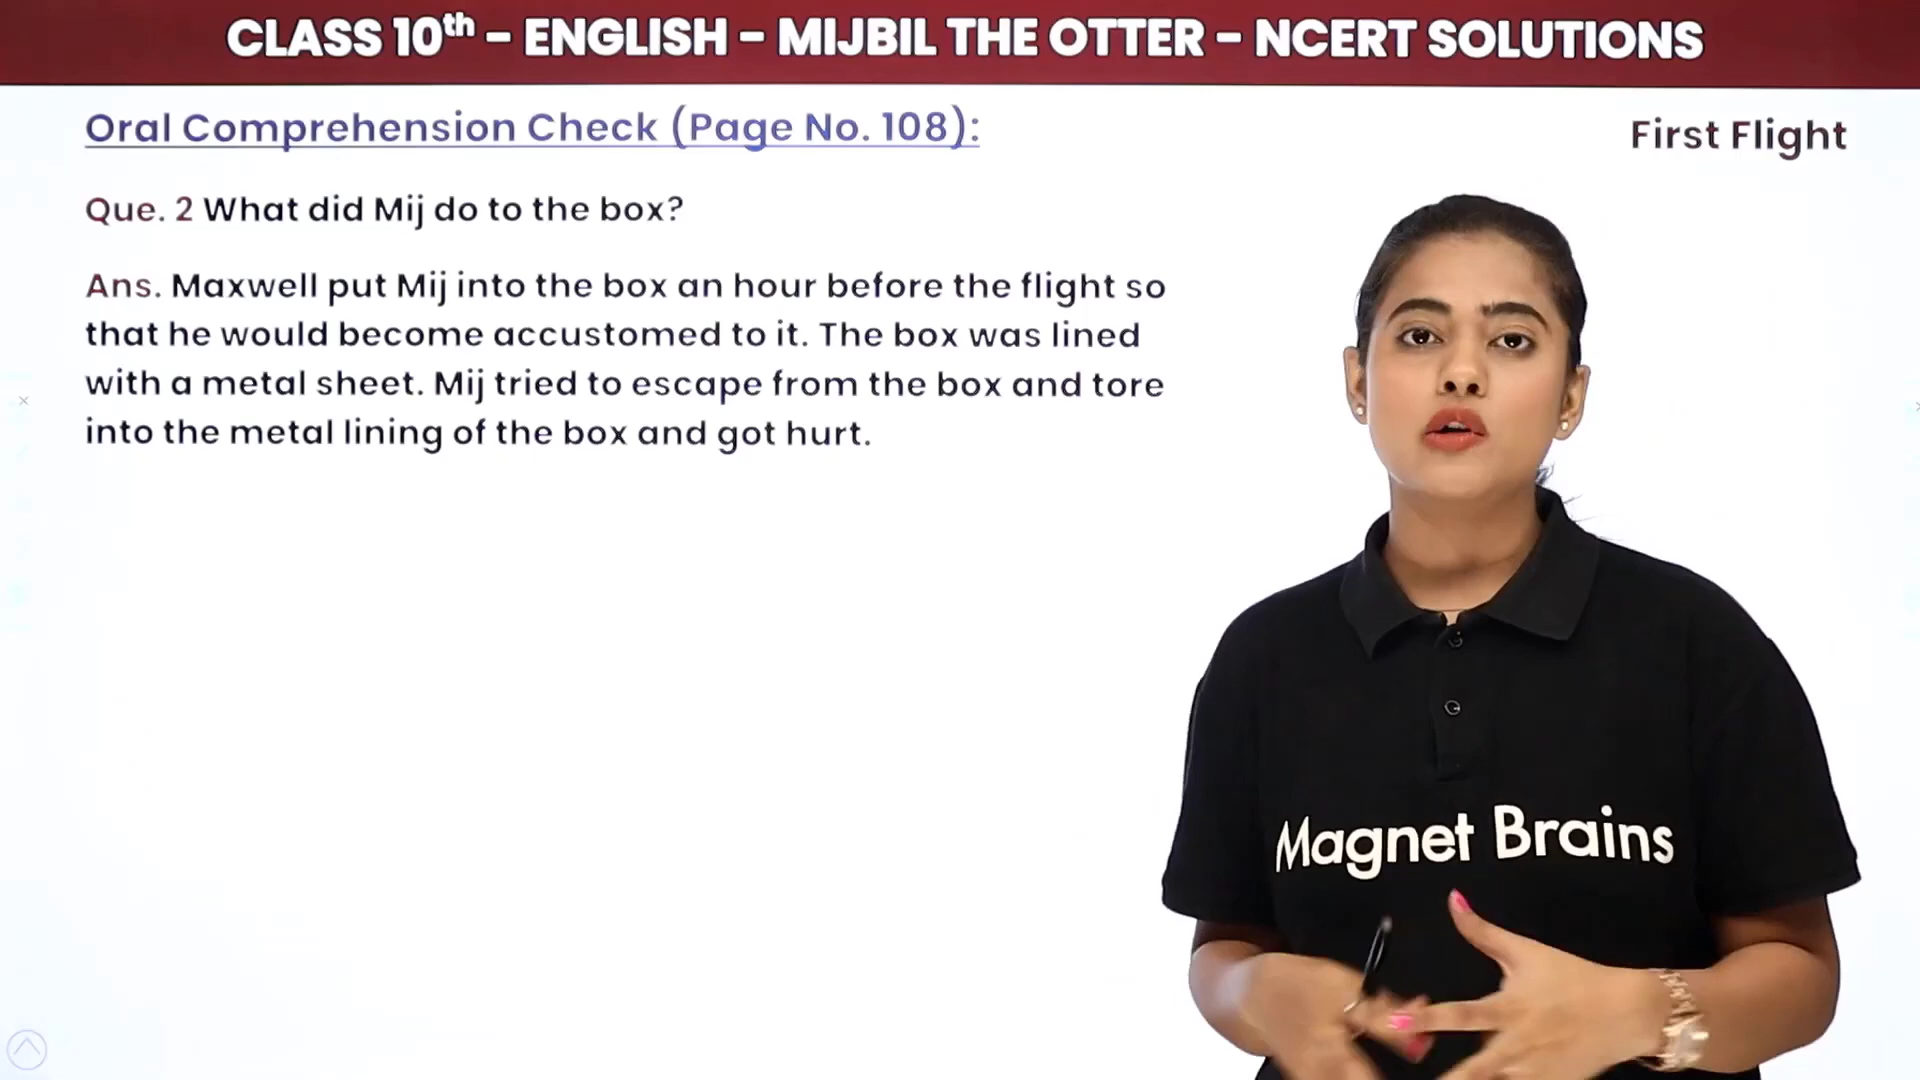 CLASS 10th - ENGLISH - MIJBIL THE OTTER - NCERT SOLUTIONS
Oral Comprehension Check (Page No. 108):
First Flight
Que. 2 What did Mij do to the box?
Ans. Maxwell put Mij into the box an hour before the flight so
that he would become accustomed to it. The box was lined
with a metal sheet. Mij tried to escape from the box and tore
into the metal lining of the box and got hurt.
Magnet Brains